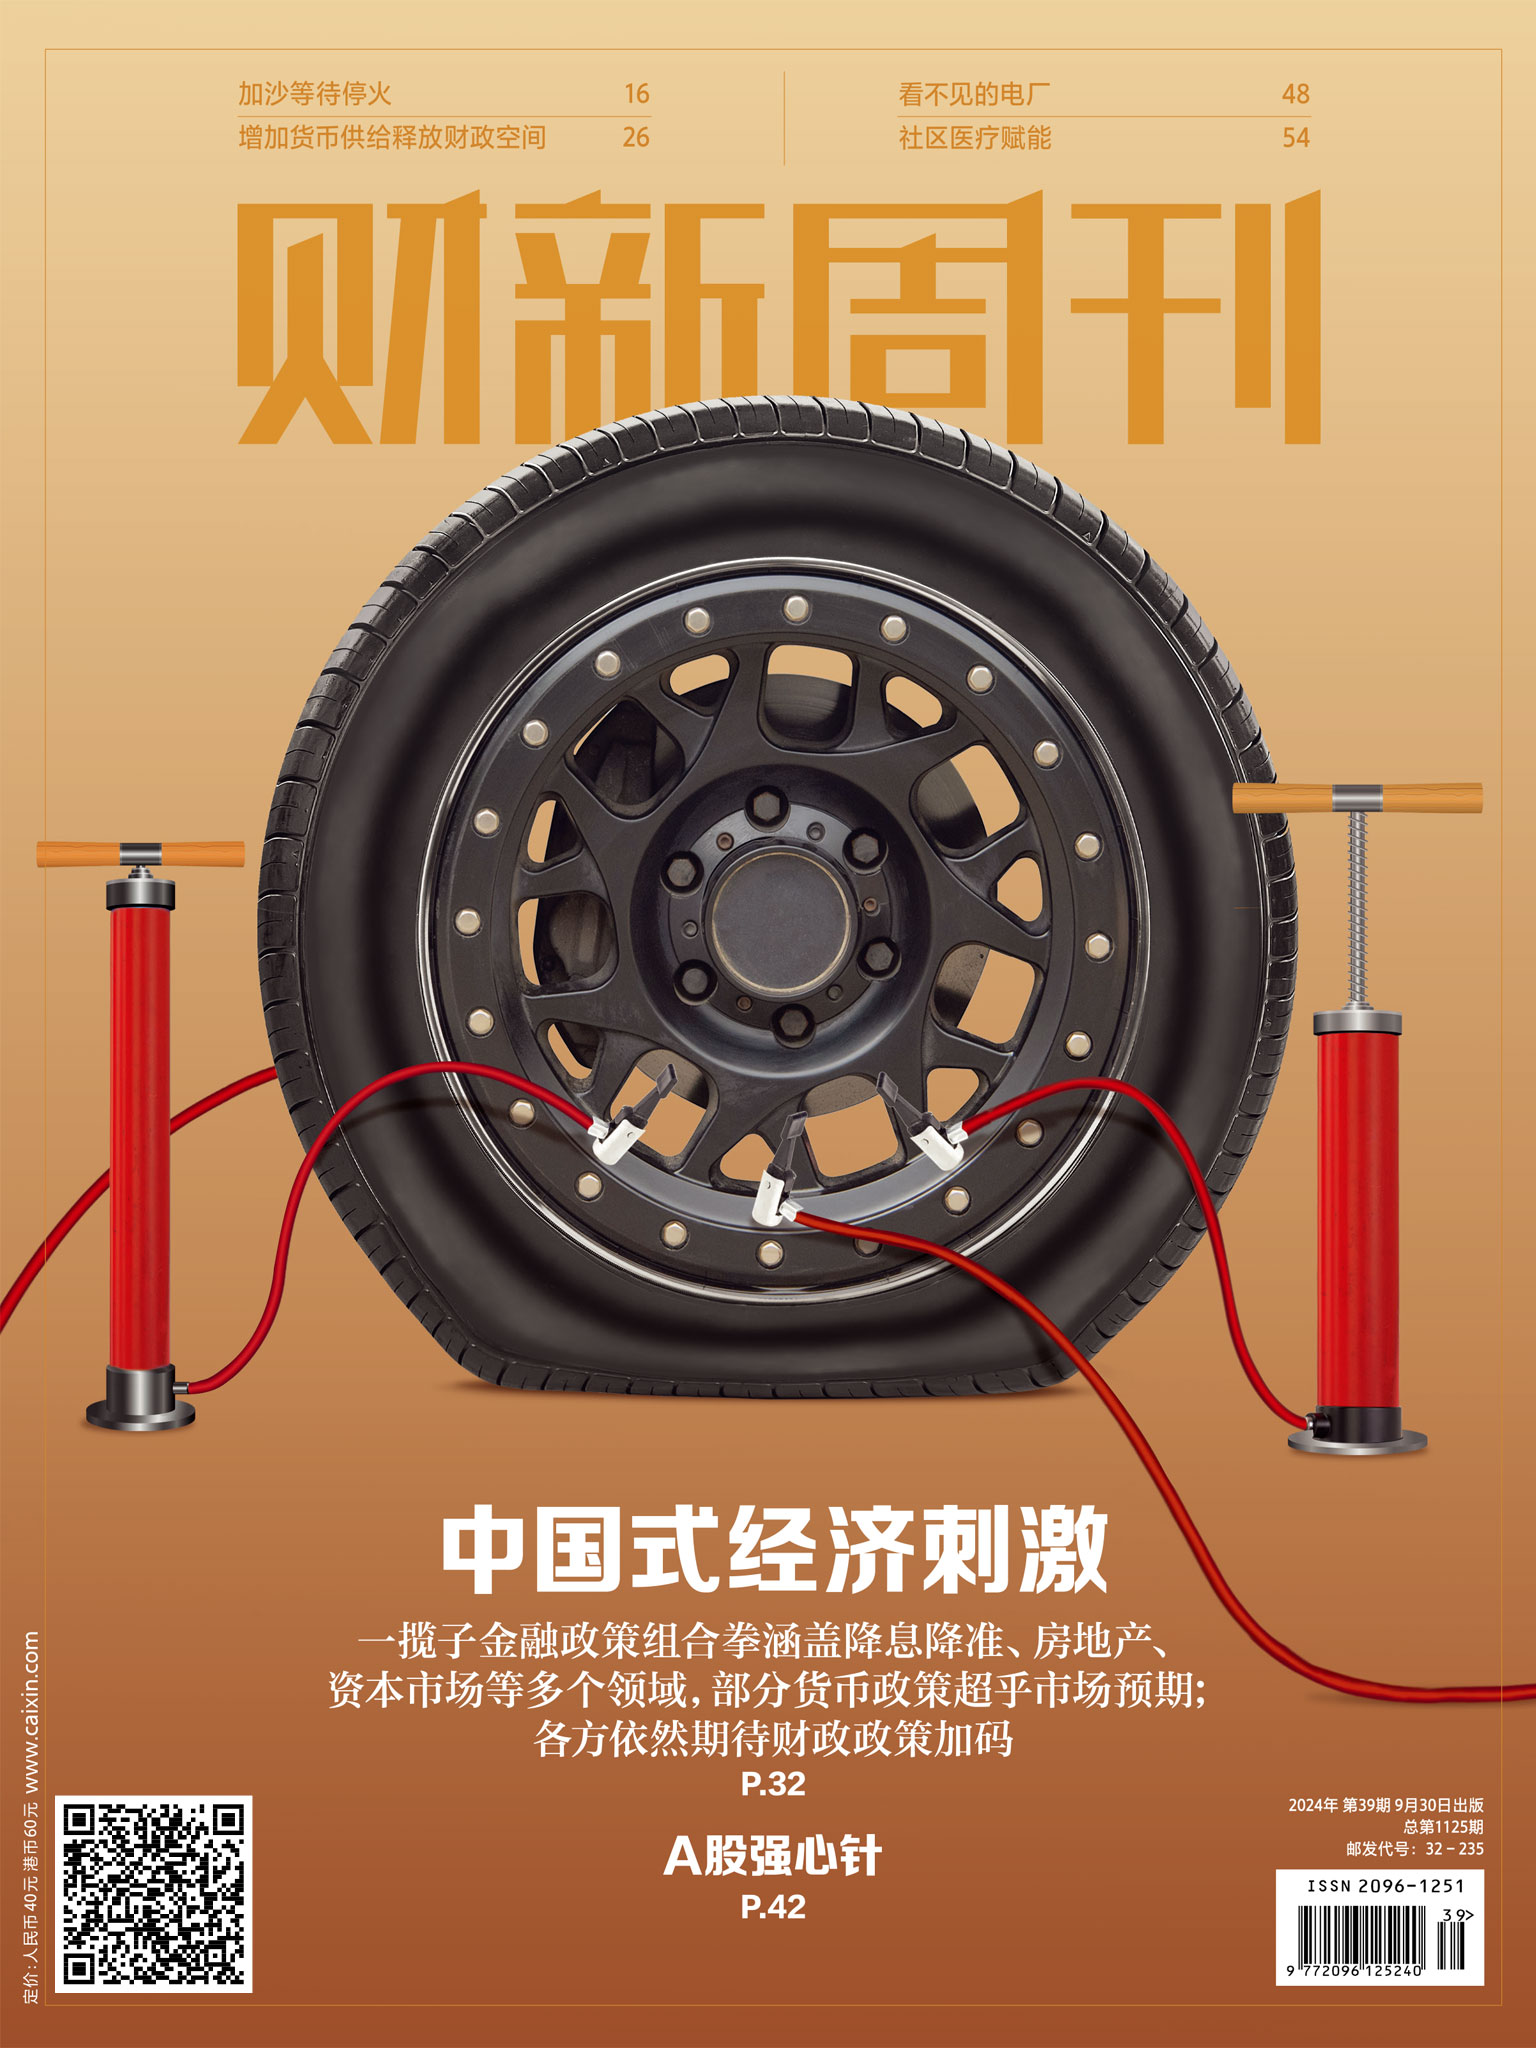 加沙等待停火 16
增加货币供给释放财政空间 26
看不见的电厂 48
社区医疗赋能 54
财新周刊
中国式经济刺激
一揽子金融政策组合拳涵盖降息降准、房地产、
资本市场等多个领域，部分货币政策超乎市场预期；
各方依然期待财政政策加码
P.32
A股强心针
P.42
定价：人民币40元 港币60元 www.caixin.com
2024年 第39期 9月30日出版
总第1125期
邮发代号：32-235
ISSN 2096-1251
39>
9 772096 125240